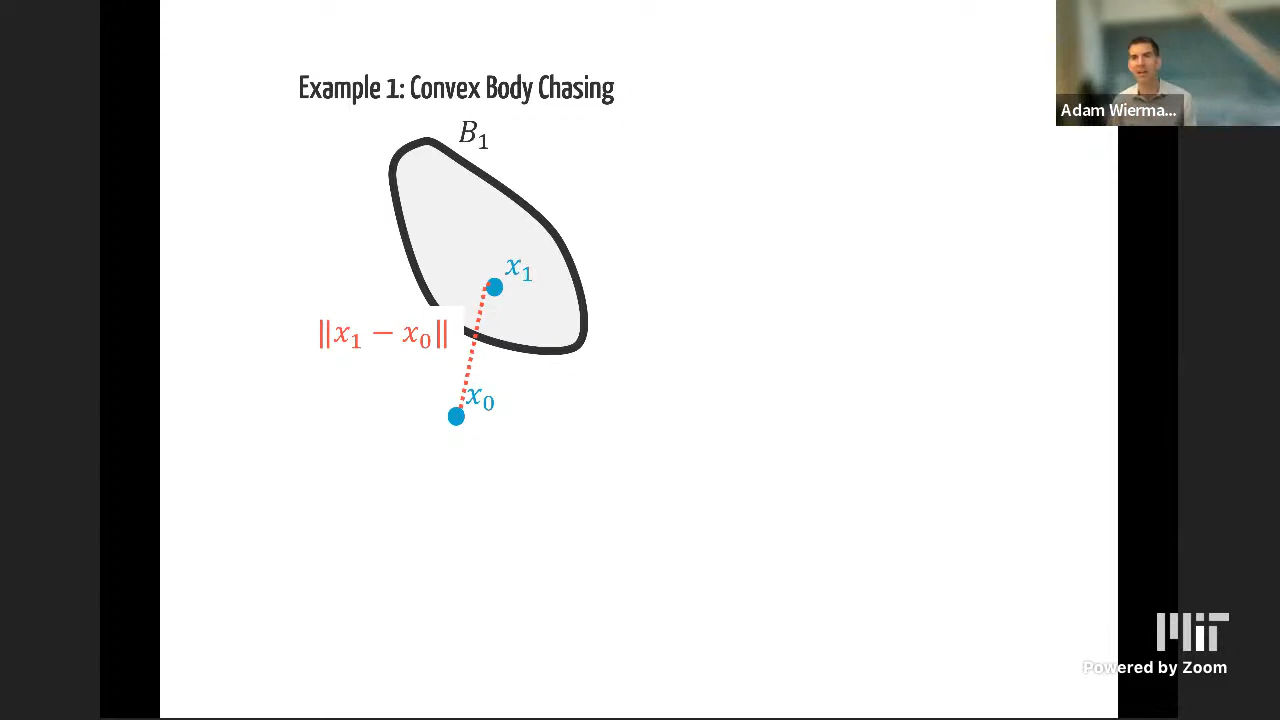 Example 1: Convex Body Chasing
B₁
x₁
‖x₁ − x₀‖
x₀
Adam Wierma...
MIT
Powered by Zoom